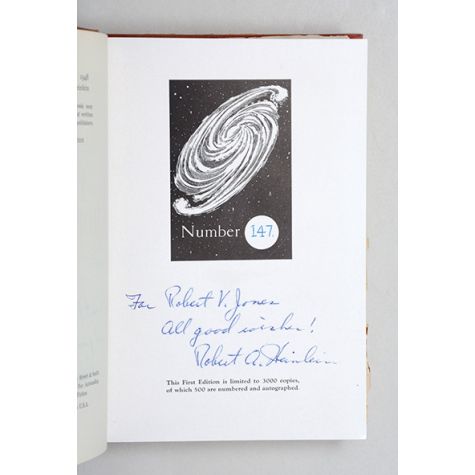 1948
Number 147.
For Robert V. Jones
All good wishes!
Robert A. Heinlein
This First Edition is limited to 3000 copies,
of which 500 are numbered and autographed.
U.S.A.